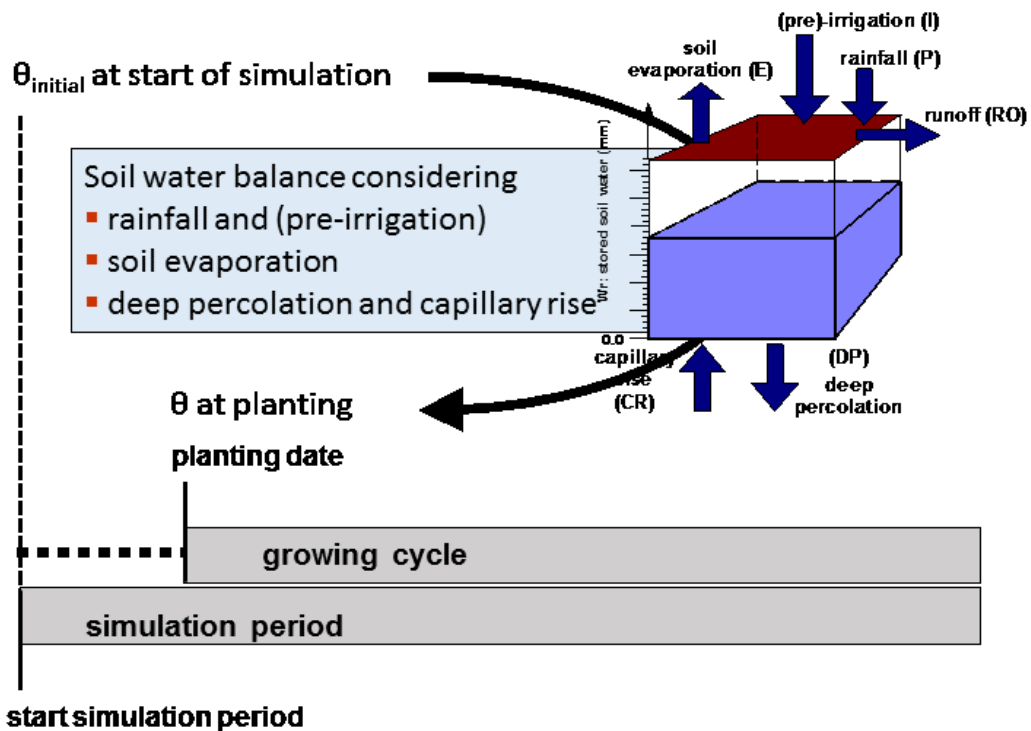 (pre)-irrigation (I)
soil
evaporation (E)
rainfall (P)
θinitial at start of simulation
runoff (RO)
Soil water balance considering
▪ rainfall and (pre-irrigation)
▪ soil evaporation
▪ deep percolation and capillary rise
Wr: stored soil water (mm)
0.0
capillary
rise
(CR)
(DP)
deep
percolation
θ at planting
planting date
growing cycle
simulation period
start simulation period